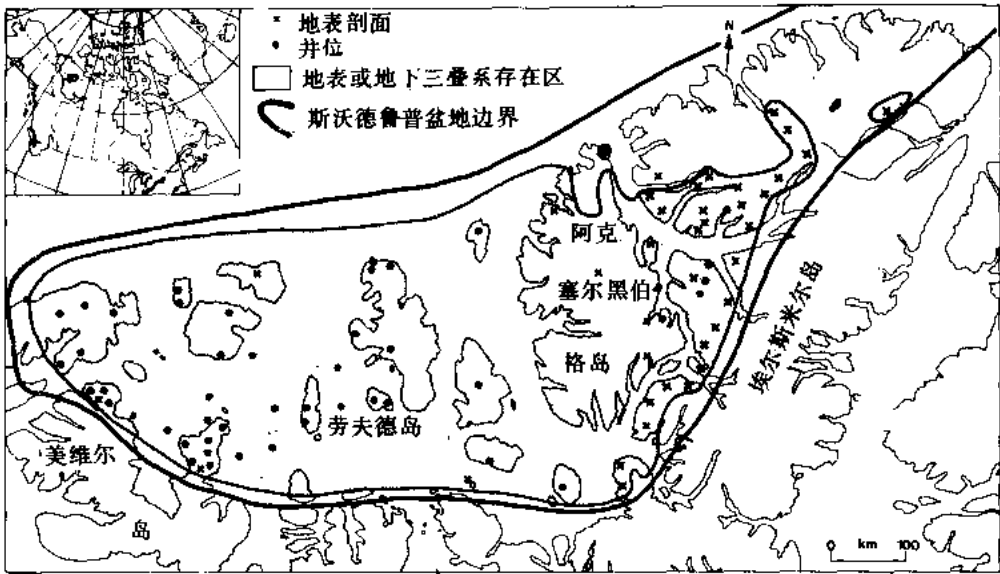 地表剖面
井位
地表或地下三叠系存在区
斯沃德鲁普盆地边界
N
阿克
塞尔黑伯
格岛
埃尔斯米尔岛
劳夫德岛
美维尔
岛
0 km 100